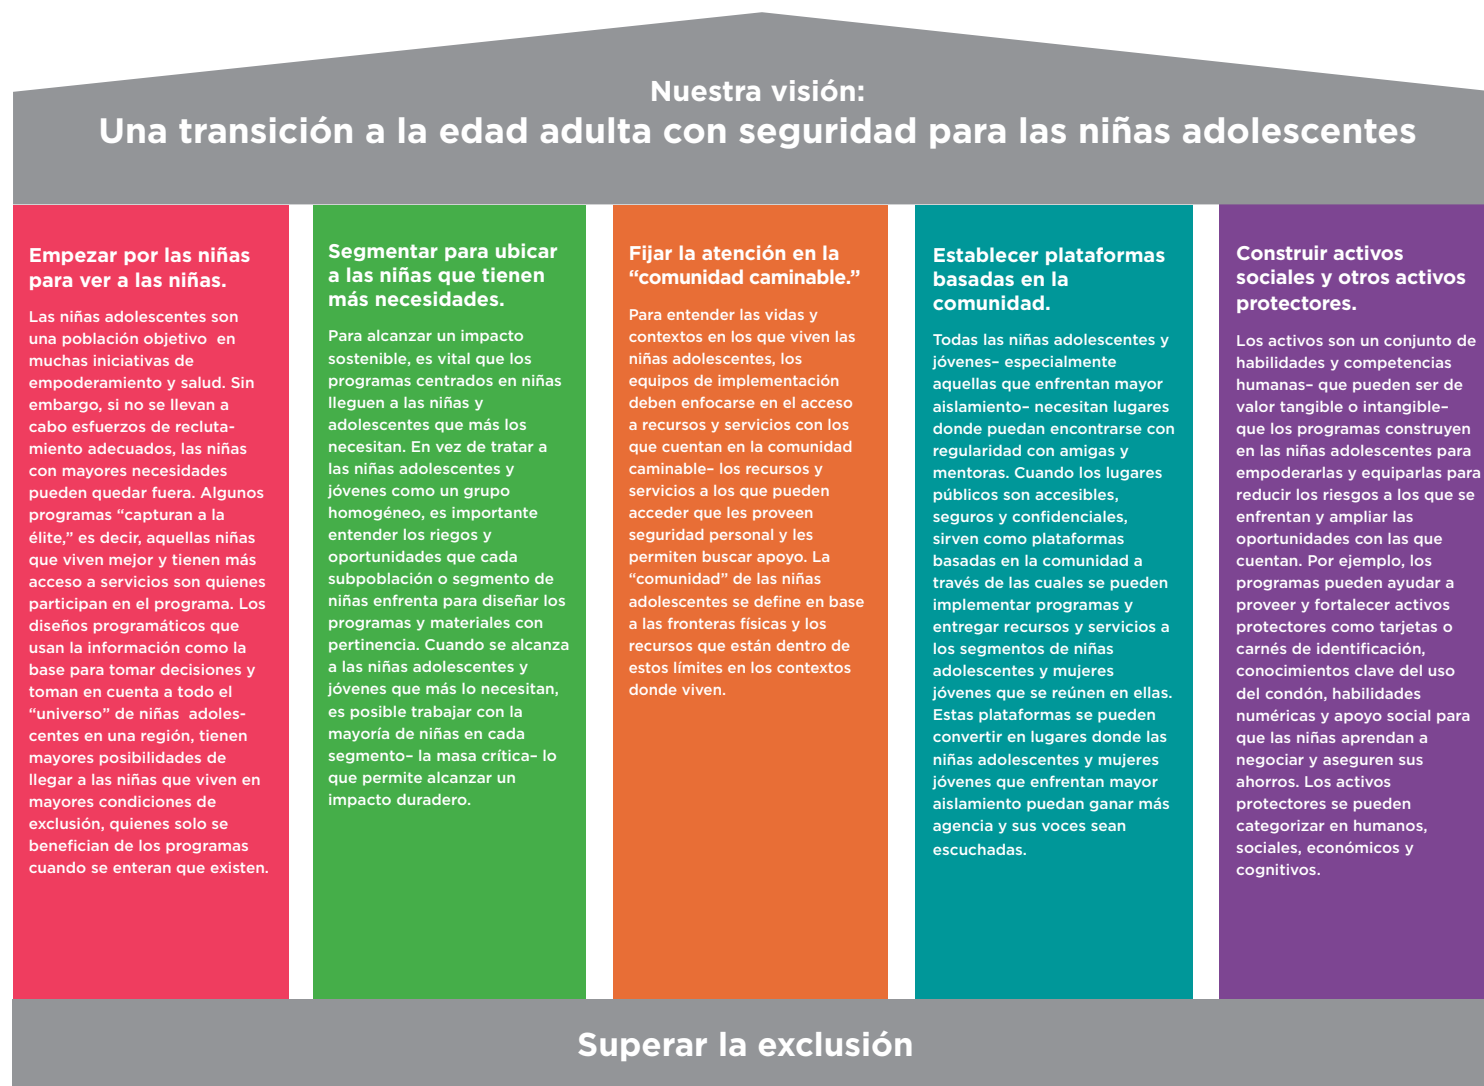 Nuestra visión:
Una transición a la edad adulta con seguridad para las niñas adolescentes
Empezar por las niñas
para ver a las niñas.
Las niñas adolescentes son
una población objetivo  en
muchas iniciativas de
empoderamiento y salud. Sin
embargo, si no se llevan a
cabo esfuerzos de recluta-
miento adecuados, las niñas
con mayores necesidades
pueden quedar fuera. Algunos
programas “capturan a la
élite,” es decir, aquellas niñas
que viven mejor y tienen más
acceso a servicios son quienes
participan en el programa. Los
diseños programáticos que
usan la información como la
base para tomar decisiones y
toman en cuenta a todo el
“universo” de niñas  adoles-
centes en una región, tienen
mayores posibilidades de
llegar a las niñas que viven en
mayores condiciones de
exclusión, quienes solo se
benefician de los programas
cuando se enteran que existen.
Segmentar para ubicar
a las niñas que tienen
más necesidades.
Para alcanzar un impacto
sostenible, es vital que los
programas centrados en niñas
lleguen a las niñas y
adolescentes que más los
necesitan. En vez de tratar a
las niñas adolescentes y
jóvenes como un grupo
homogéneo, es importante
entender los riegos y
oportunidades que cada
subpoblación o segmento de
niñas enfrenta para diseñar los
programas y materiales con
pertinencia. Cuando se alcanza
a las niñas adolescentes y
jóvenes que más lo necesitan,
es posible trabajar con la
mayoría de niñas en cada
segmento– la masa crítica– lo
que permite alcanzar un
impacto duradero.
Fijar la atención en la
“comunidad caminable.”
Para entender las vidas y
contextos en los que viven las
niñas adolescentes, los
equipos de implementación
deben enfocarse en el acceso
a recursos y servicios con los
que cuentan en la comunidad
caminable– los recursos y
servicios a los que pueden
acceder que les proveen
seguridad personal y les
permiten buscar apoyo. La
“comunidad” de las niñas
adolescentes se define en base
a las fronteras físicas y los
recursos que están dentro de
estos límites en los contextos
donde viven.
Establecer plataformas
basadas en la
comunidad.
Todas las niñas adolescentes y
jóvenes– especialmente
aquellas que enfrentan mayor
aislamiento– necesitan lugares
donde puedan encontrarse con
regularidad con amigas y
mentoras. Cuando los lugares
públicos son accesibles,
seguros y confidenciales,
sirven como plataformas
basadas en la comunidad a
través de las cuales se pueden
implementar programas y
entregar recursos y servicios a
los segmentos de niñas
adolescentes y mujeres
jóvenes que se reúnen en ellas.
Estas plataformas se pueden
convertir en lugares donde las
niñas adolescentes y mujeres
jóvenes que enfrentan mayor
aislamiento puedan ganar más
agencia y sus voces sean
escuchadas.
Construir activos
sociales y otros activos
protectores.
Los activos son un conjunto de
habilidades y competencias
humanas– que pueden ser de
valor tangible o intangible–
que los programas construyen
en las niñas adolescentes para
empoderarlas y equiparlas para
reducir los riesgos a los que se
enfrentan y ampliar las
oportunidades con las que
cuentan. Por ejemplo, los
programas pueden ayudar a
proveer y fortalecer activos
protectores como tarjetas o
carnés de identificación,
conocimientos clave del uso
del condón, habilidades
numéricas y apoyo social para
que las niñas aprendan a
negociar y aseguren sus
ahorros. Los activos
protectores se pueden
categorizar en humanos,
sociales, económicos y
cognitivos.
Superar la exclusión